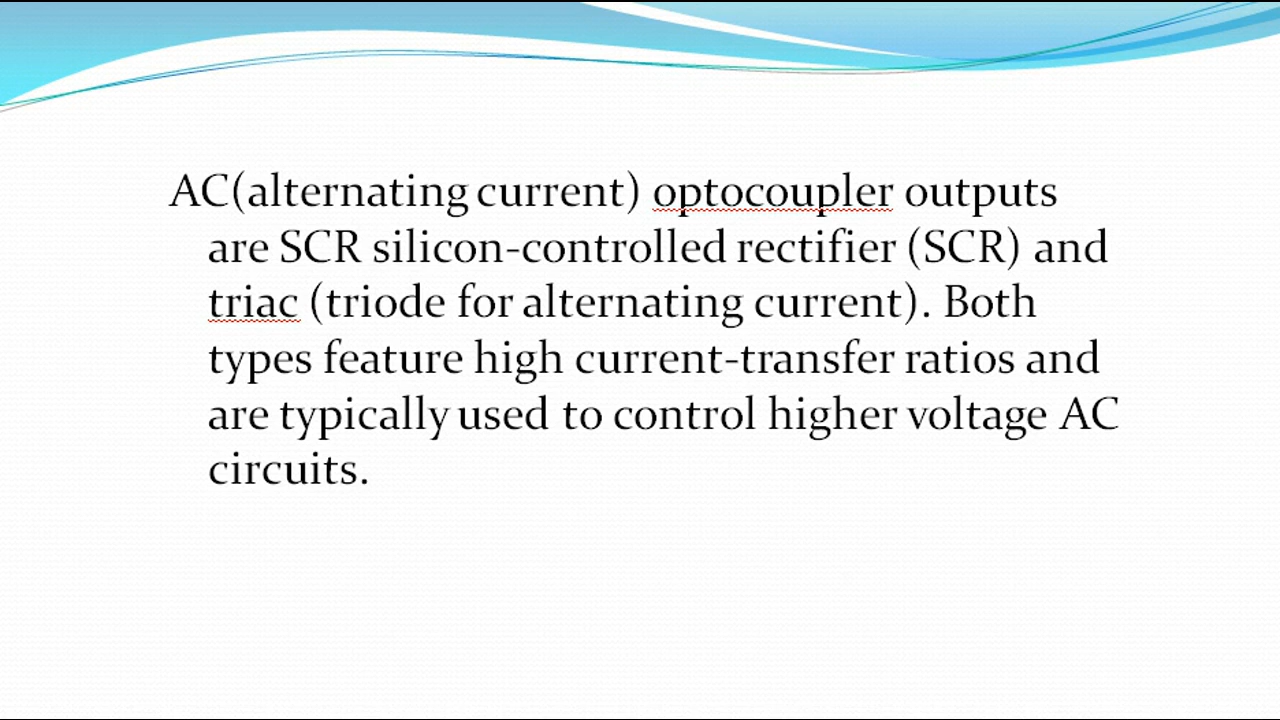 AC(alternating current) optocoupler outputs
are SCR silicon-controlled rectifier (SCR) and
triac (triode for alternating current). Both
types feature high current-transfer ratios and
are typically used to control higher voltage AC
circuits.